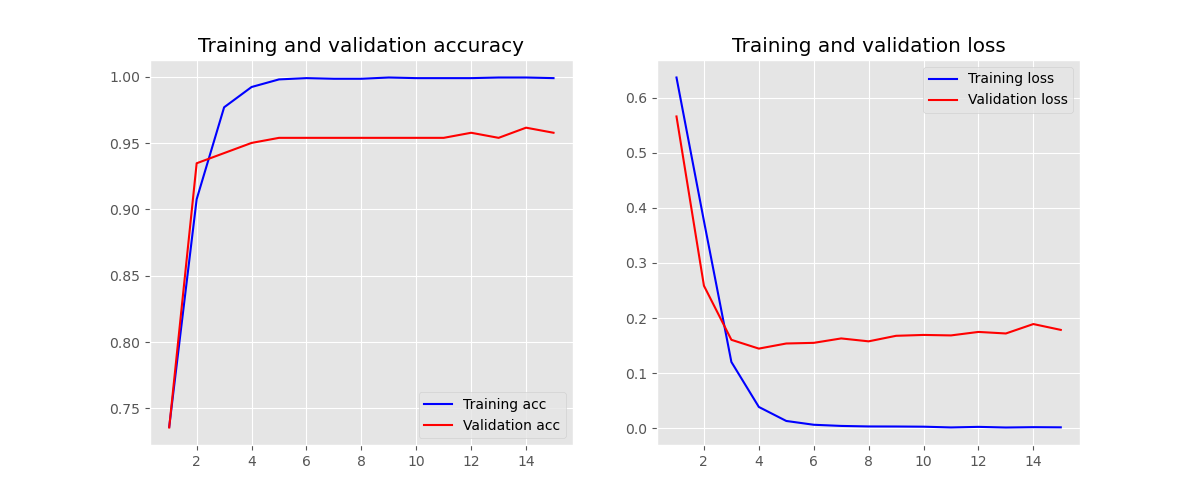 Training and validation accuracy
1.00
0.95
0.90
0.85
0.80
0.75
Training acc
Validation acc
2 4 6 8 10 12 14
Training and validation loss
Training loss
Validation loss
0.6
0.5
0.4
0.3
0.2
0.1
0.0
2 4 6 8 10 12 14